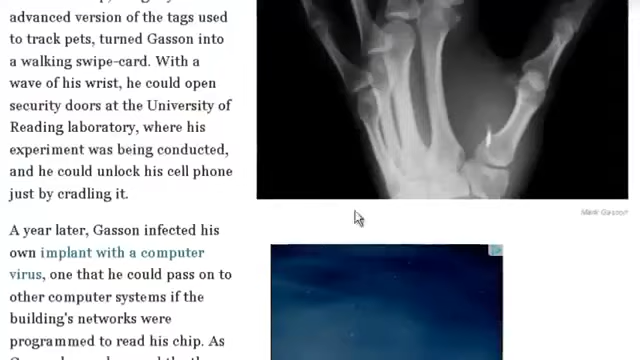 advanced version of the tags used
to track pets, turned Gasson into
a walking swipe-card. With a
wave of his wrist, he could open
security doors at the University of
Reading laboratory, where his
experiment was being conducted,
and he could unlock his cell phone
just by cradling it.
Mark Gasson
A year later, Gasson infected his
own implant with a computer
virus, one that he could pass on to
other computer systems if the
building's networks were
programmed to read his chip. As